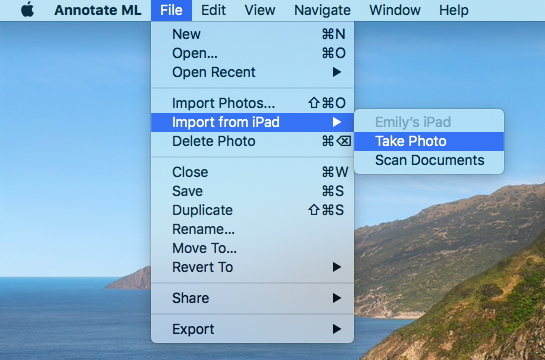 Annotate ML File Edit View Navigate Window Help
New ⌘N
Open... ⌘O
Open Recent ▶
Import Photos... ⇧⌘O
Import from iPad ▶
Emily's iPad
Take Photo
Scan Documents
Delete Photo ⌘⌫
Close ⌘W
Save ⌘S
Duplicate ⇧⌘S
Rename...
Move To...
Revert To ▶
Share ▶
Export ▶